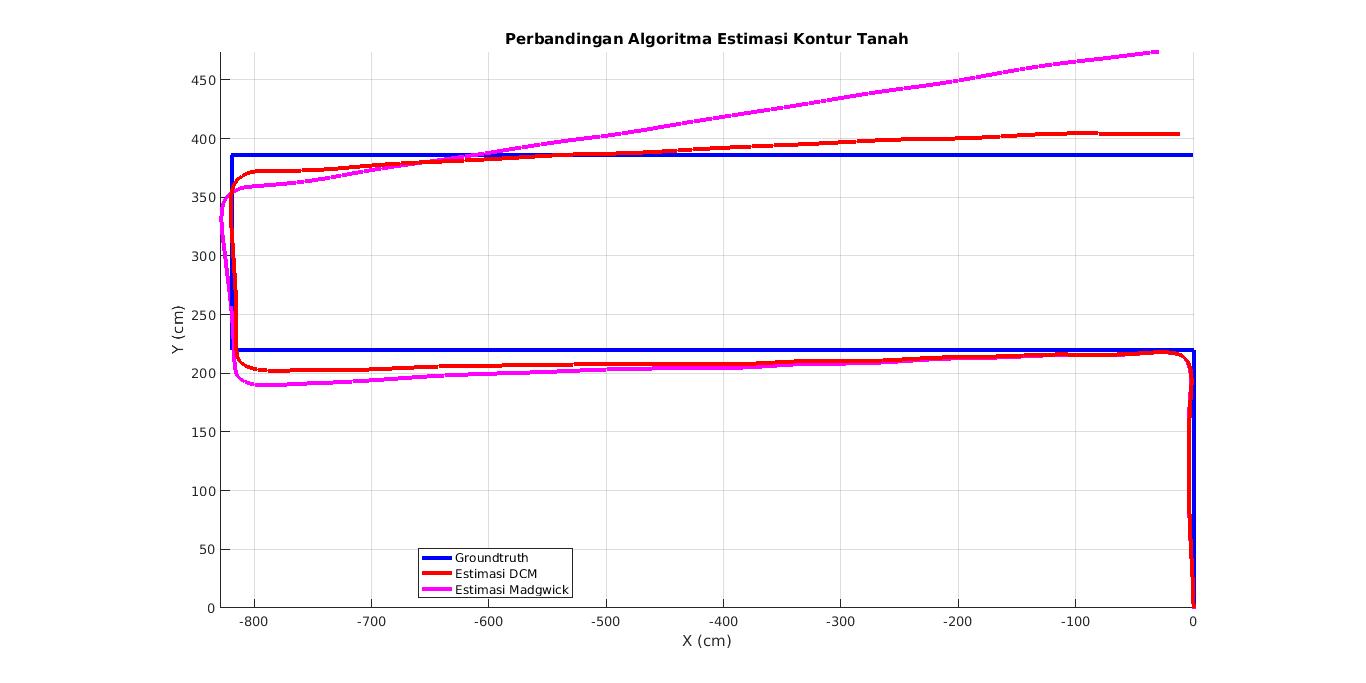 Perbandingan Algoritma Estimasi Kontur Tanah
450
400
350
300
250
200
150
100
50
0
Y (cm)
Groundtruth
Estimasi DCM
Estimasi Madgwick
-800 -700 -600 -500 -400 -300 -200 -100 0
X (cm)